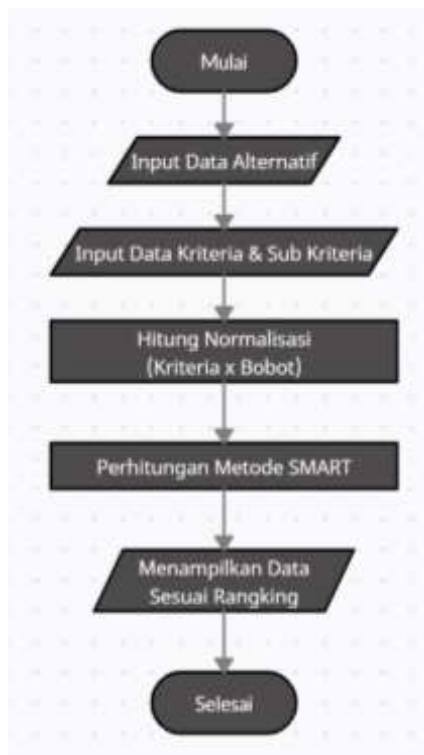 Mulai
Input Data Alternatif
Input Data Kriteria & Sub Kriteria
Hitung Normalisasi
(Kriteria x Bobot)
Perhitungan Metode SMART
Menampilkan Data
Sesuai Rangking
Selesai